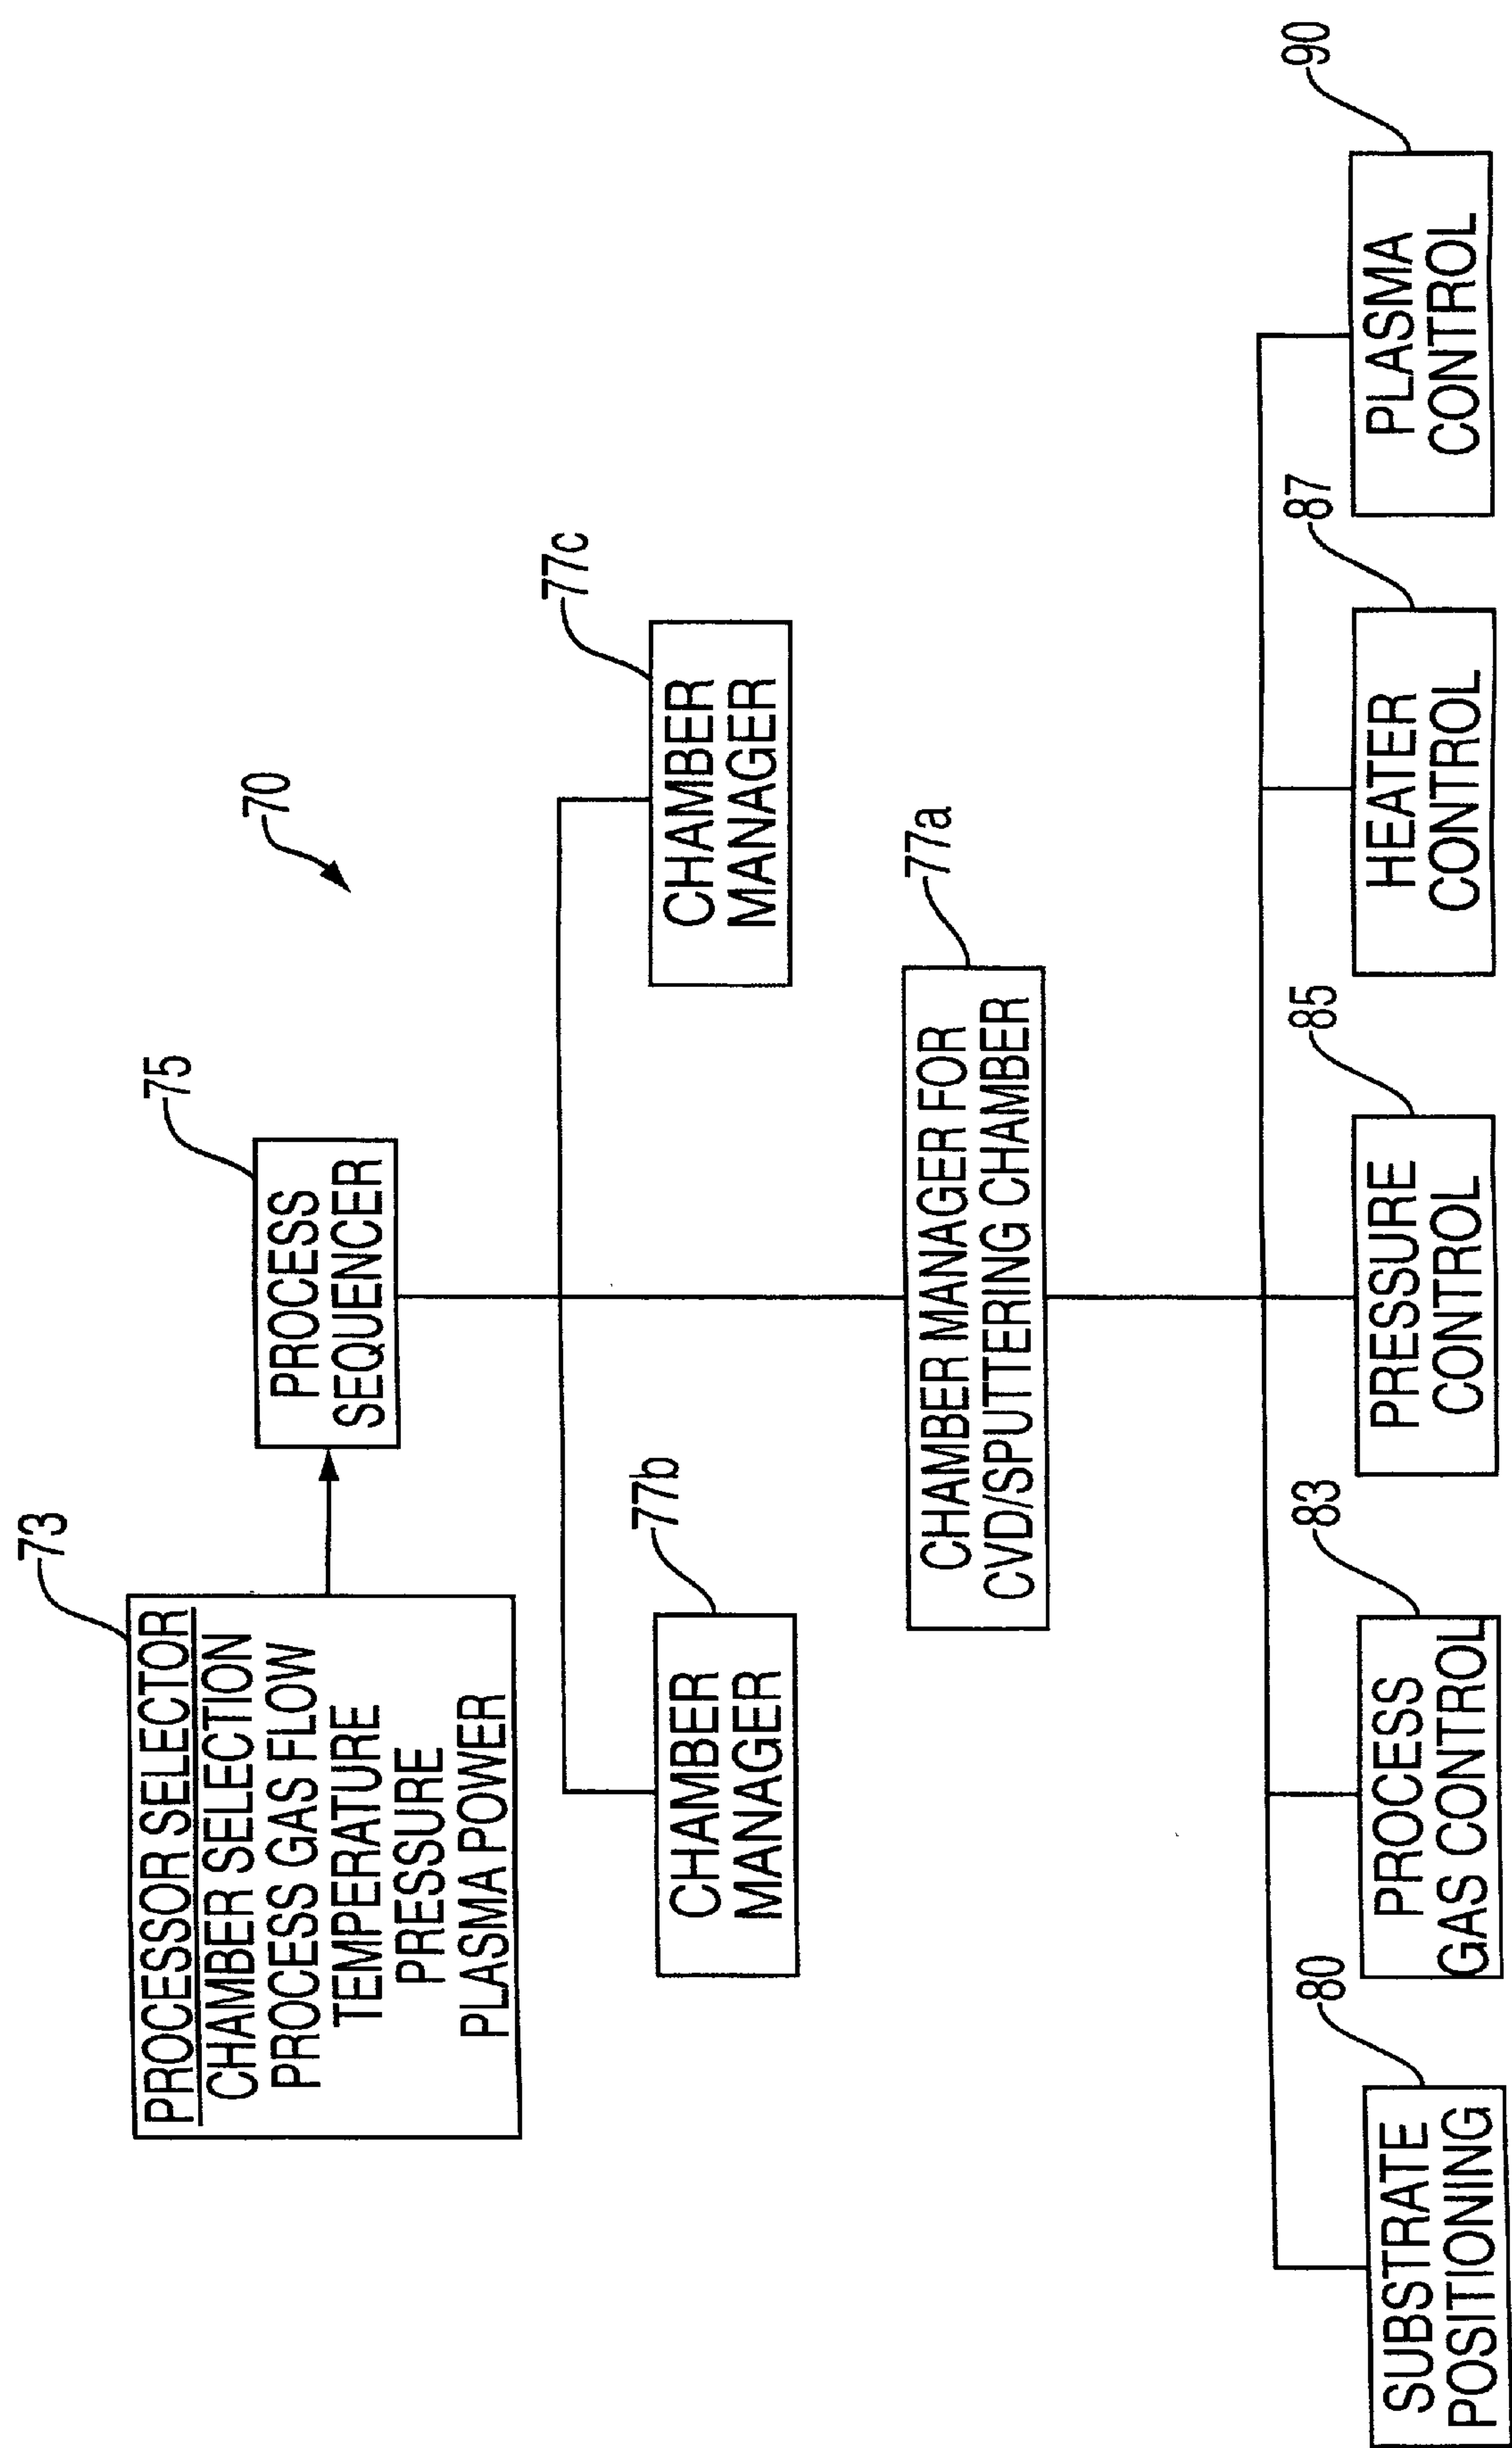 70
73
PROCESSOR SELECTOR
CHAMBER SELECTION
PROCESS GAS FLOW
TEMPERATURE
PRESSURE
PLASMA POWER
75
PROCESS
SEQUENCER
77b
CHAMBER
MANAGER
77c
CHAMBER
MANAGER
77a
CHAMBER MANAGER FOR
CVD/SPUTTERING CHAMBER
80
SUBSTRATE
POSITIONING
83
PROCESS
GAS CONTROL
85
PRESSURE
CONTROL
87
HEATER
CONTROL
90
PLASMA
CONTROL